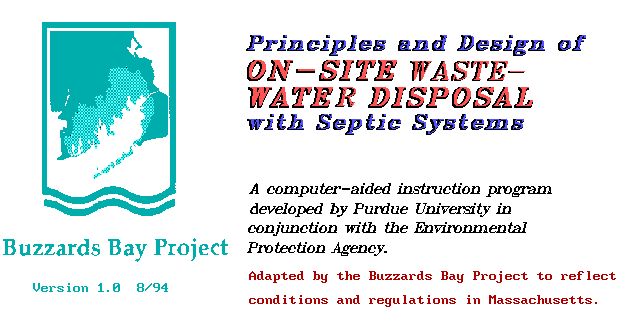 Principles and Design of
ON-SITE WASTE-
WATER DISPOSAL
with Septic Systems
A computer-aided instruction program
developed by Purdue University in
conjunction with the Environmental
Protection Agency.
Adapted by the Buzzards Bay Project to reflect
conditions and regulations in Massachusetts.
Buzzards Bay Project
Version 1.0 8/94